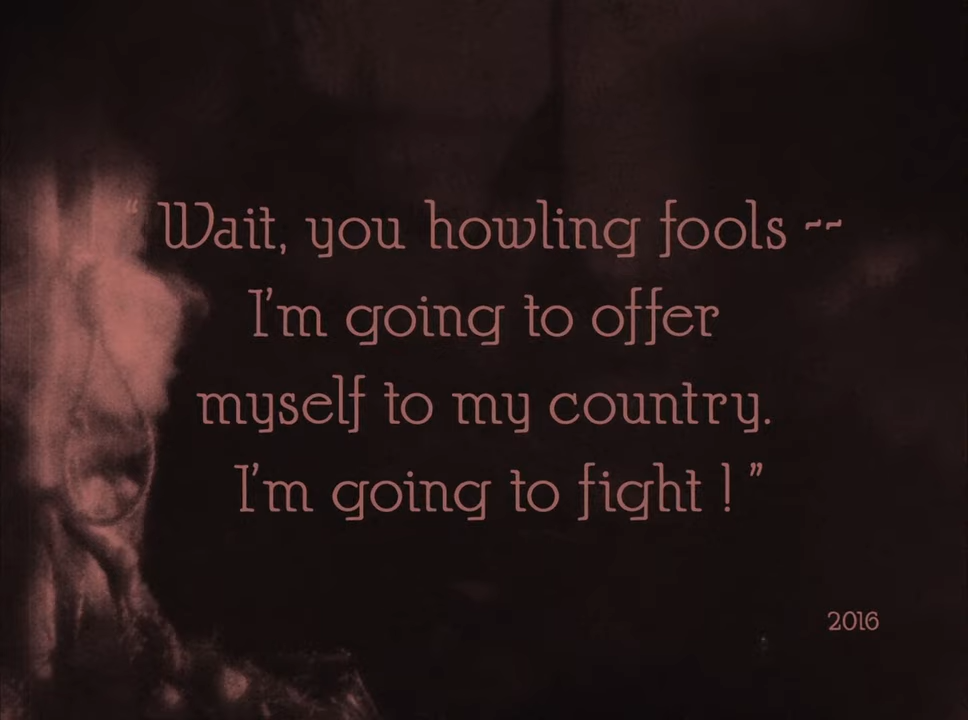 “ Wait, you howling fools --
I'm going to offer
myself to my country.
I'm going to fight ! ”
2016